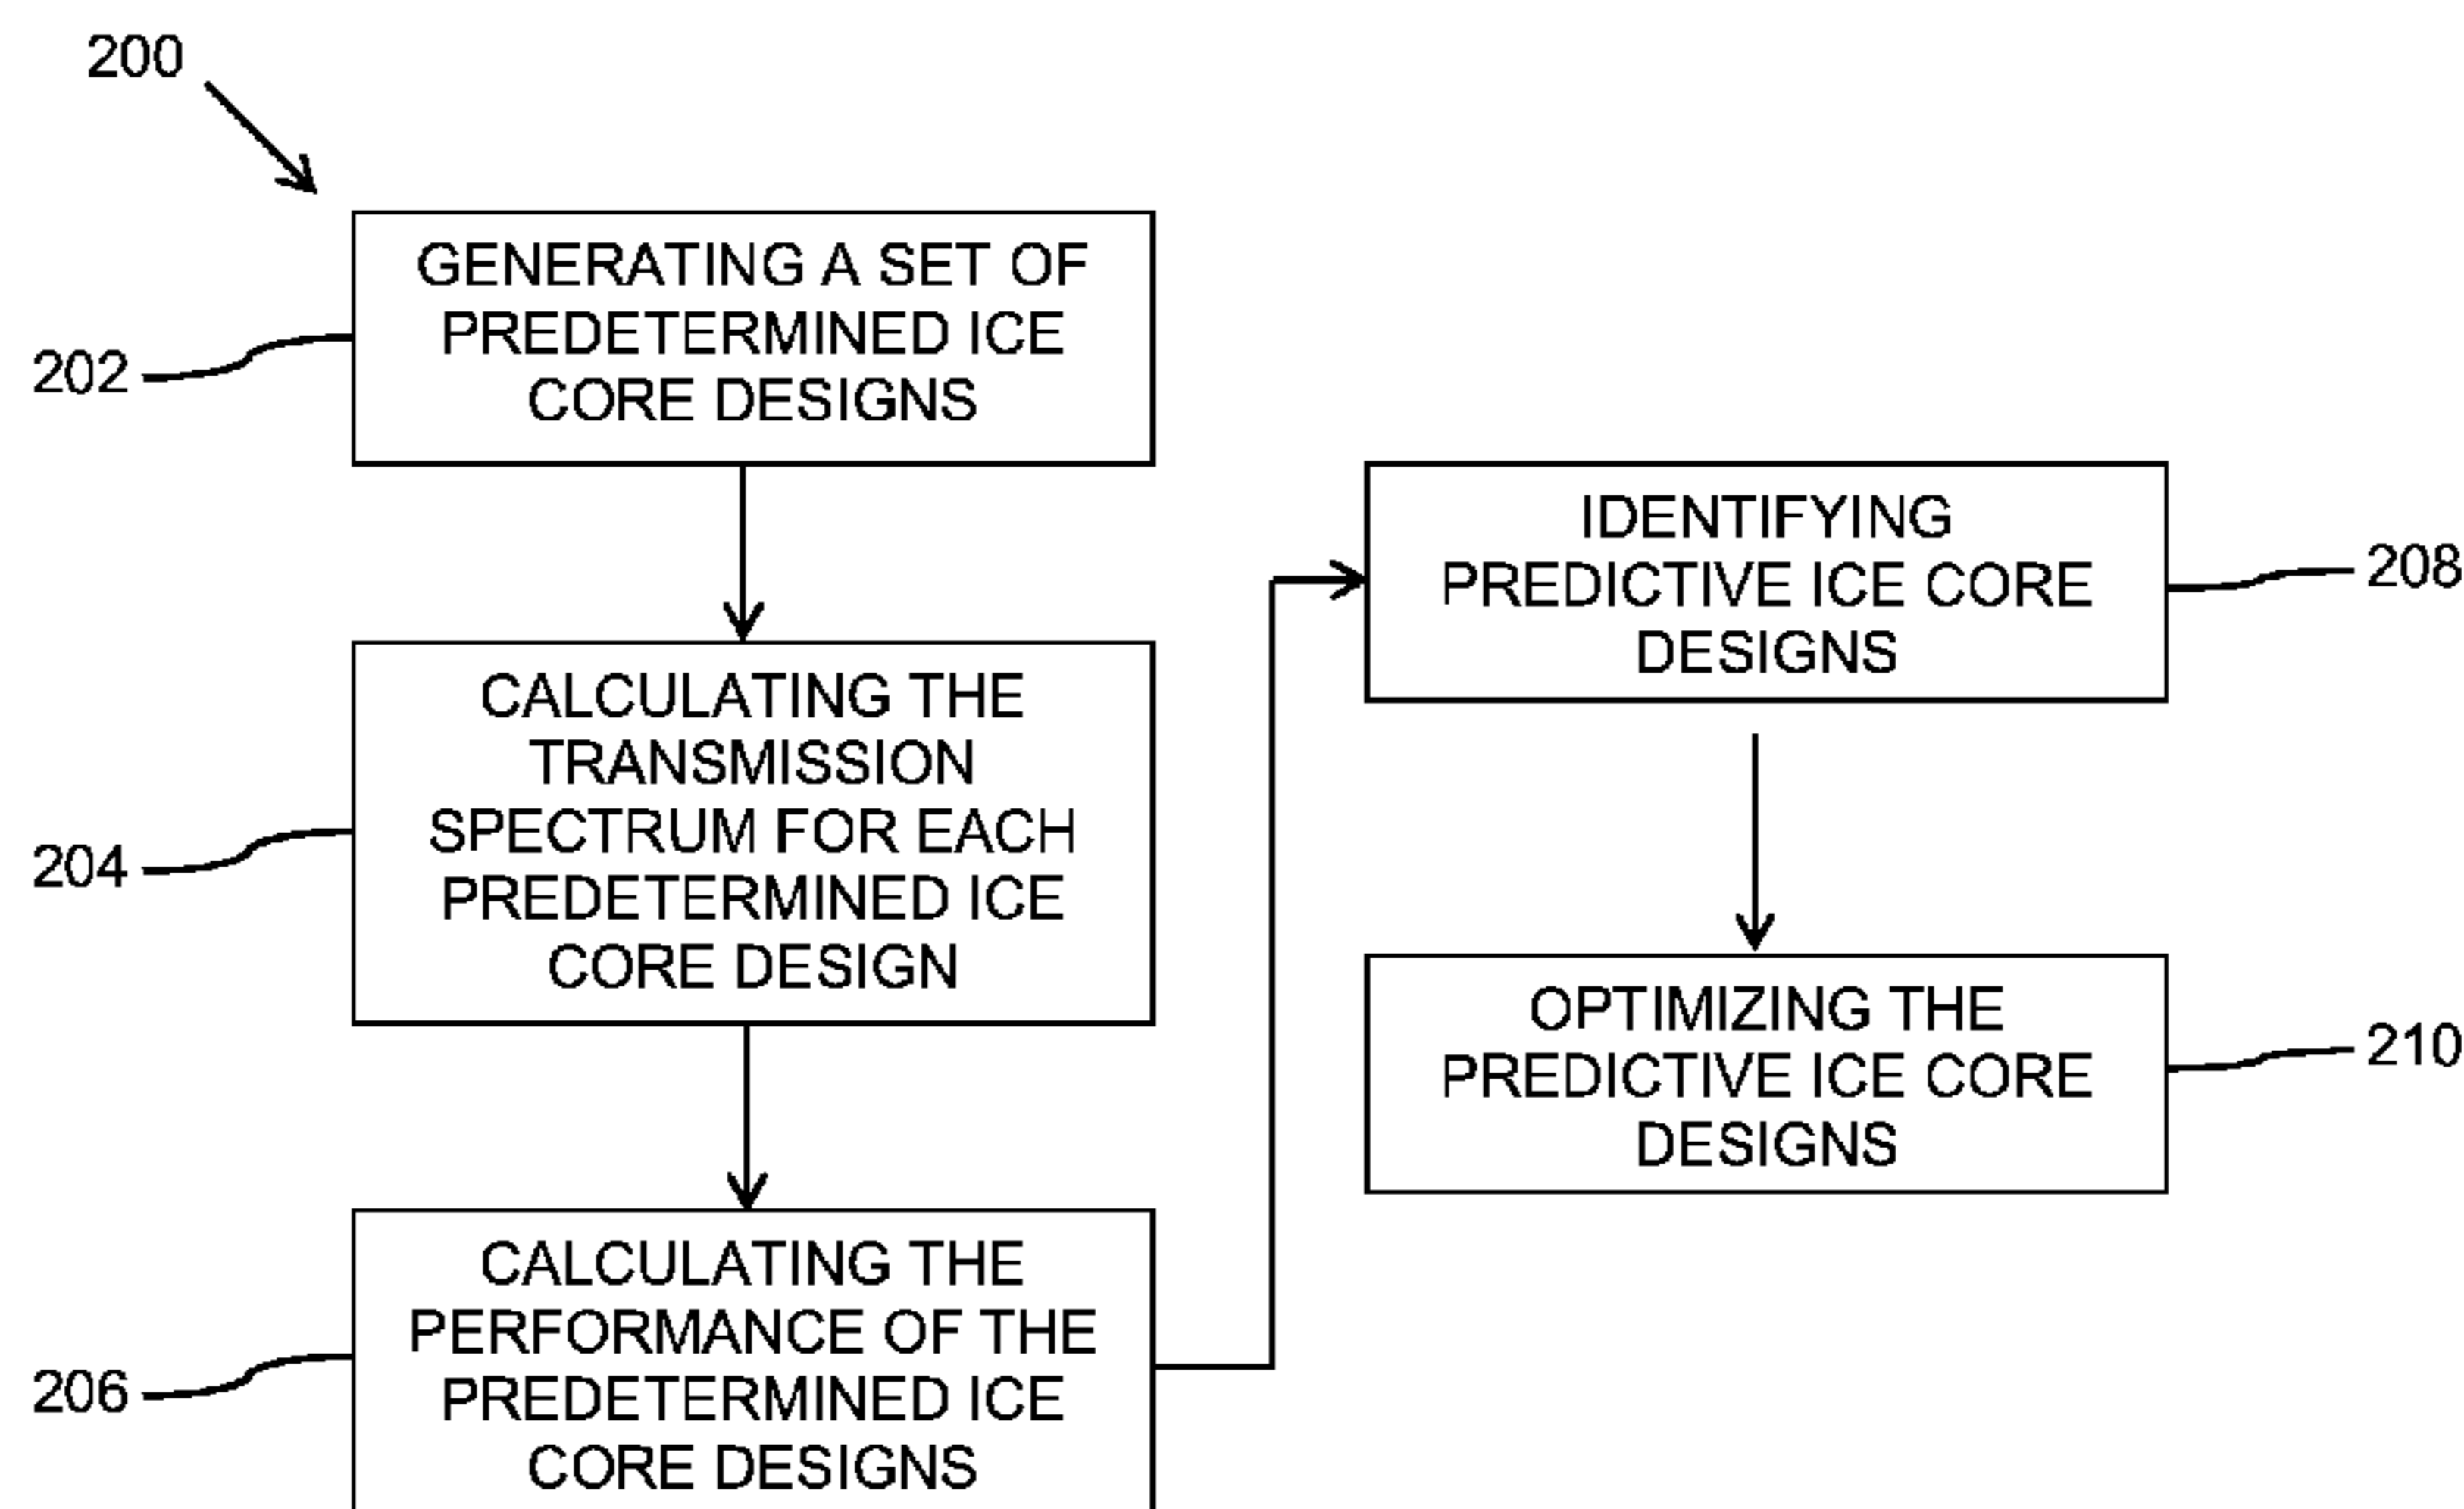 200
GENERATING A SET OF
PREDETERMINED ICE
CORE DESIGNS
202
CALCULATING THE
TRANSMISSION
SPECTRUM FOR EACH
PREDETERMINED ICE
CORE DESIGN
204
CALCULATING THE
PERFORMANCE OF THE
PREDETERMINED ICE
CORE DESIGNS
206
IDENTIFYING
PREDICTIVE ICE CORE
DESIGNS
208
OPTIMIZING THE
PREDICTIVE ICE CORE
DESIGNS
210